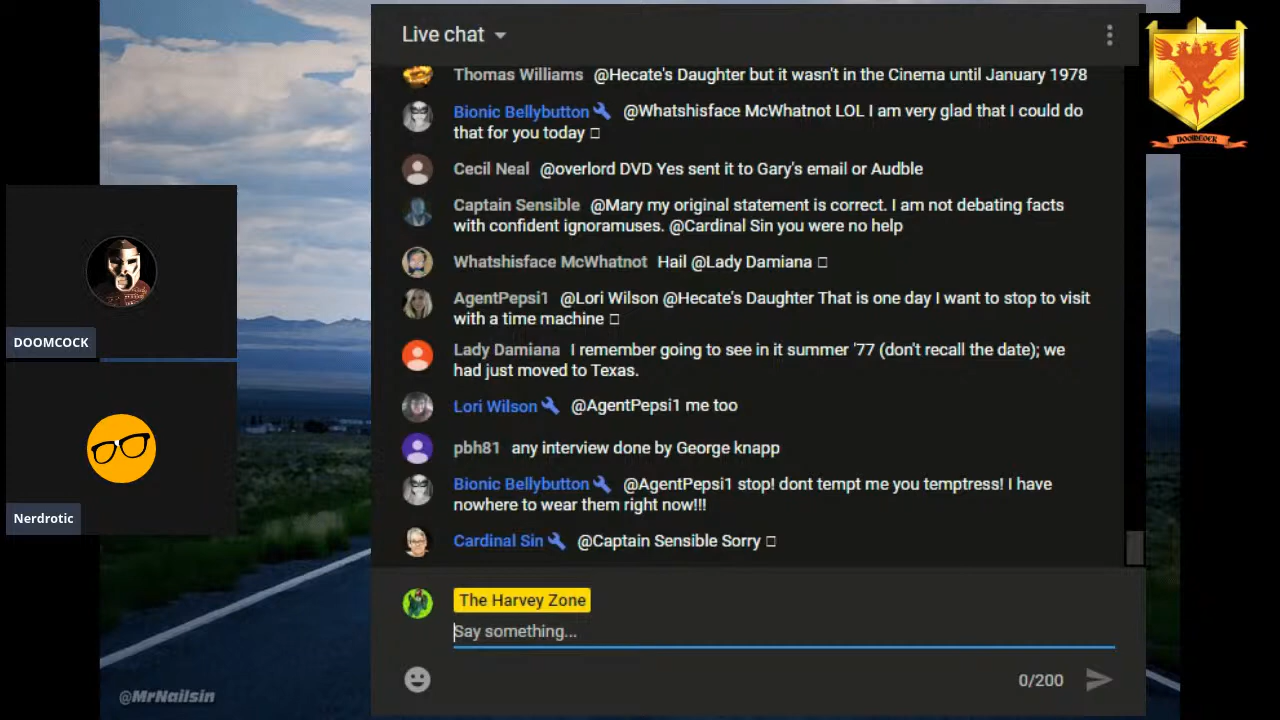 Live chat
Thomas Williams @Hecate's Daughter but it wasn't in the Cinema until January 1978
Bionic Bellybutton @Whatshisface McWhatnot LOL I am very glad that I could do
that for you today
Cecil Neal @overlord DVD Yes sent it to Gary's email or Audble
Captain Sensible @Mary my original statement is correct. I am not debating facts
with confident ignoramuses. @Cardinal Sin you were no help
Whatshisface McWhatnot Hail @Lady Damiana
AgentPepsi1 @Lori Wilson @Hecate's Daughter That is one day I want to stop to visit
with a time machine
Lady Damiana I remember going to see in it summer '77 (don't recall the date); we
had just moved to Texas.
Lori Wilson @AgentPepsi1 me too
pbh81 any interview done by George knapp
Bionic Bellybutton @AgentPepsi1 stop! dont tempt me you temptress! I have
nowhere to wear them right now!!!
Cardinal Sin @Captain Sensible Sorry
The Harvey Zone
Say something...
0/200
DOOMCOCK
Nerdrotic
@MrNailsin
DOOMCOCK